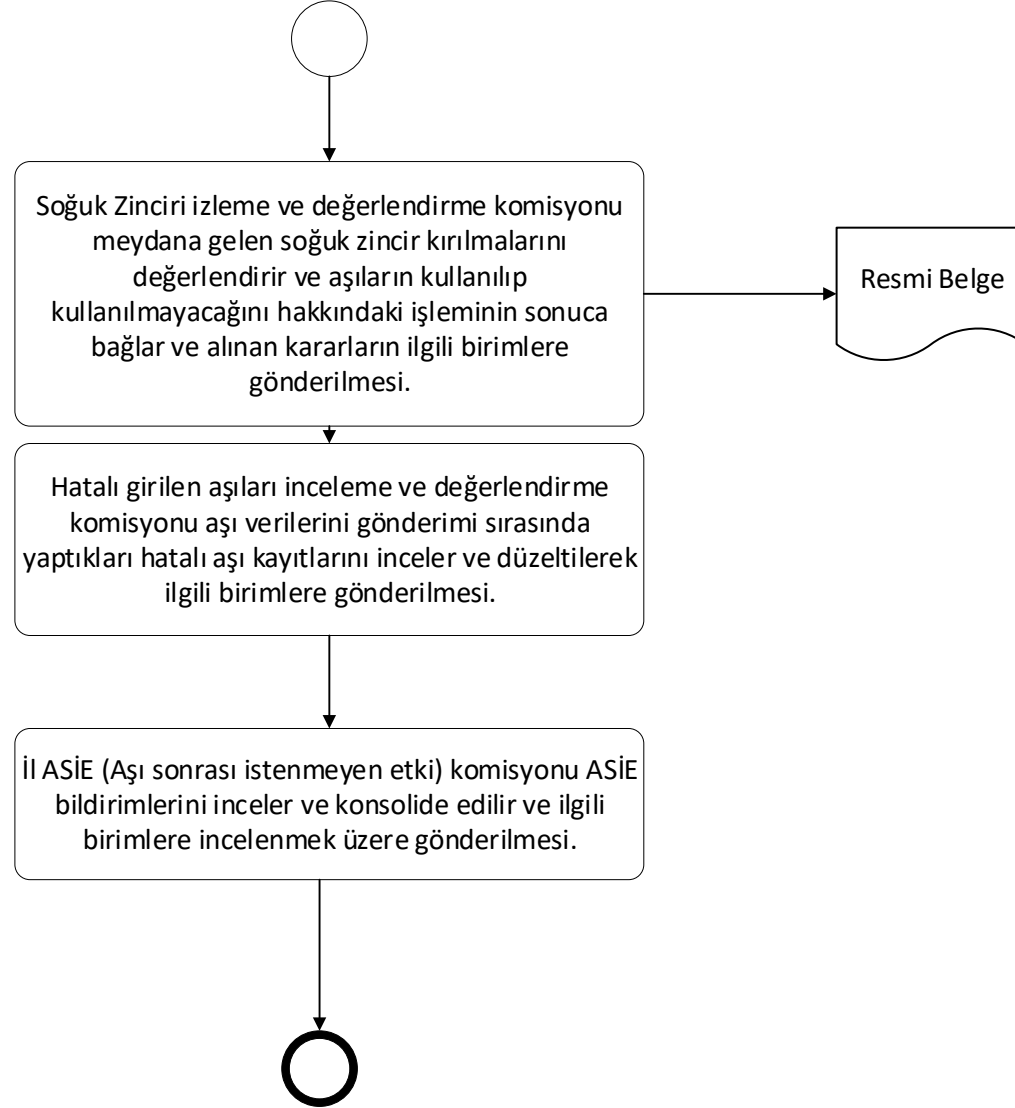 Soğuk Zinciri izleme ve değerlendirme komisyonu
meydana gelen soğuk zincir kırılmalarını
değerlendirir ve aşıların kullanılıp
kullanılmayacağını hakkındaki işleminin sonuca
bağlar ve alınan kararların ilgili birimlere
gönderilmesi.
Resmi Belge
Hatalı girilen aşıları inceleme ve değerlendirme
komisyonu aşı verilerini gönderimi sırasında
yaptıkları hatalı aşı kayıtlarını inceler ve düzeltilerek
ilgili birimlere gönderilmesi.
İl ASİE (Aşı sonrası istenmeyen etki) komisyonu ASİE
bildirimlerini inceler ve konsolide edilir ve ilgili
birimlere incelenmek üzere gönderilmesi.